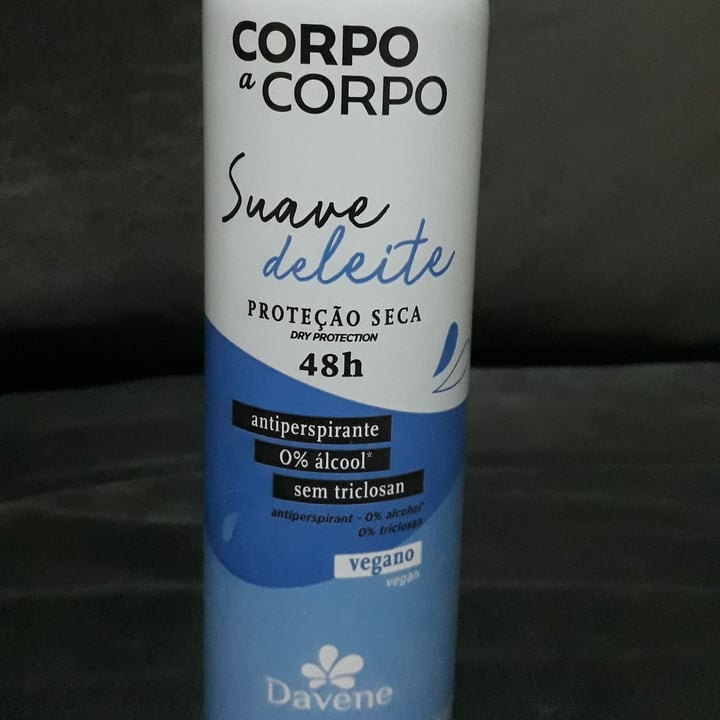 CORPO
a CORPO
Suave
deleite
PROTEÇÃO SECA
DRY PROTECTION
48h
antiperspirante
0% álcool*
sem triclosan
antiperspirant - 0% alcohol*
0% triclosan
vegano
vegan
Davene